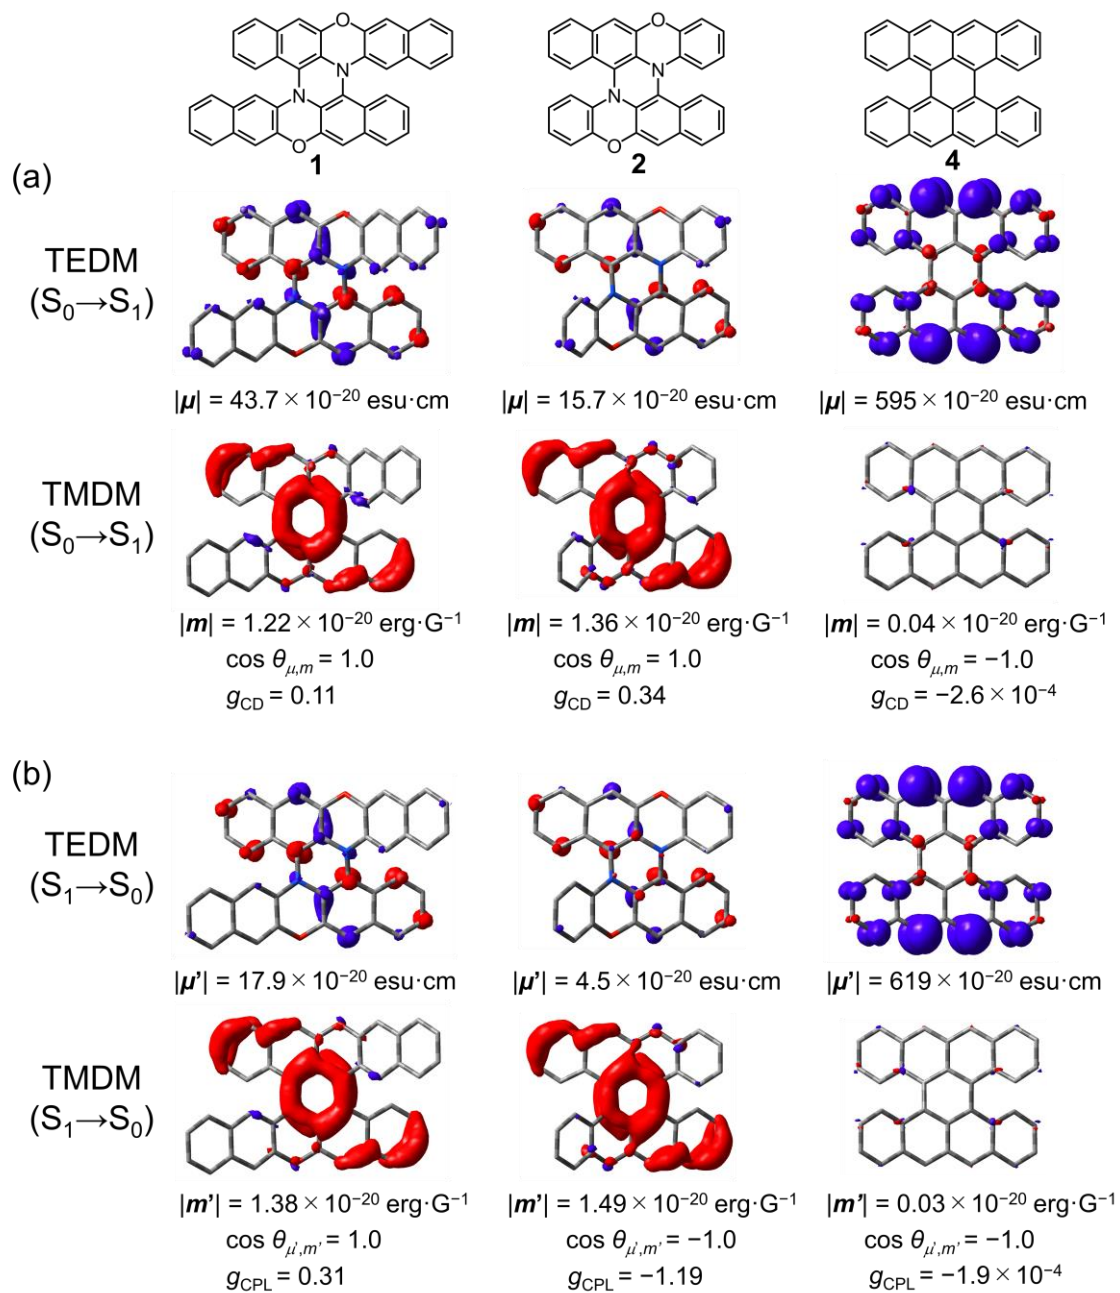 O
N
N
O
1
O
N
N
O
2
4
(a)
TEDM
(S₀→S₁)
|μ| = 43.7 × 10⁻²⁰ esu·cm
|μ| = 15.7 × 10⁻²⁰ esu·cm
|μ| = 595 × 10⁻²⁰ esu·cm
TMDM
(S₀→S₁)
|m| = 1.22 × 10⁻²⁰ erg·G⁻¹
cos θμ,m = 1.0
gCD = 0.11
|m| = 1.36 × 10⁻²⁰ erg·G⁻¹
cos θμ,m = 1.0
gCD = 0.34
|m| = 0.04 × 10⁻²⁰ erg·G⁻¹
cos θμ,m = −1.0
gCD = −2.6 × 10⁻⁴
(b)
TEDM
(S₁→S₀)
|μ'| = 17.9 × 10⁻²⁰ esu·cm
|μ'| = 4.5 × 10⁻²⁰ esu·cm
|μ'| = 619 × 10⁻²⁰ esu·cm
TMDM
(S₁→S₀)
|m'| = 1.38 × 10⁻²⁰ erg·G⁻¹
cos θμ',m' = 1.0
gCPL = 0.31
|m'| = 1.49 × 10⁻²⁰ erg·G⁻¹
cos θμ',m' = −1.0
gCPL = −1.19
|m'| = 0.03 × 10⁻²⁰ erg·G⁻¹
cos θμ',m' = −1.0
gCPL = −1.9 × 10⁻⁴